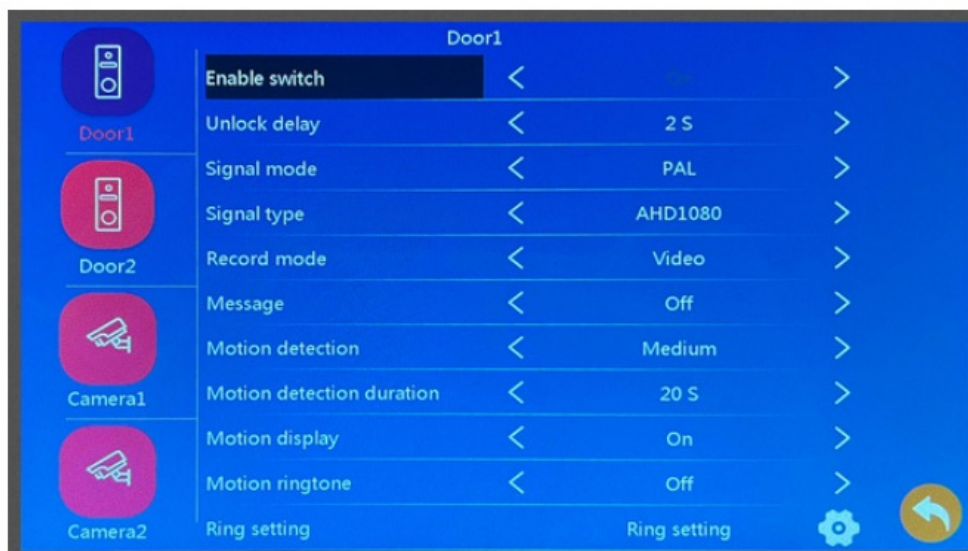 Door1
Door1
Door2
Camera1
Camera2
Enable switch
Unlock delay 2 S
Signal mode PAL
Signal type AHD1080
Record mode Video
Message Off
Motion detection Medium
Motion detection duration 20 S
Motion display On
Motion ringtone Off
Ring setting Ring setting